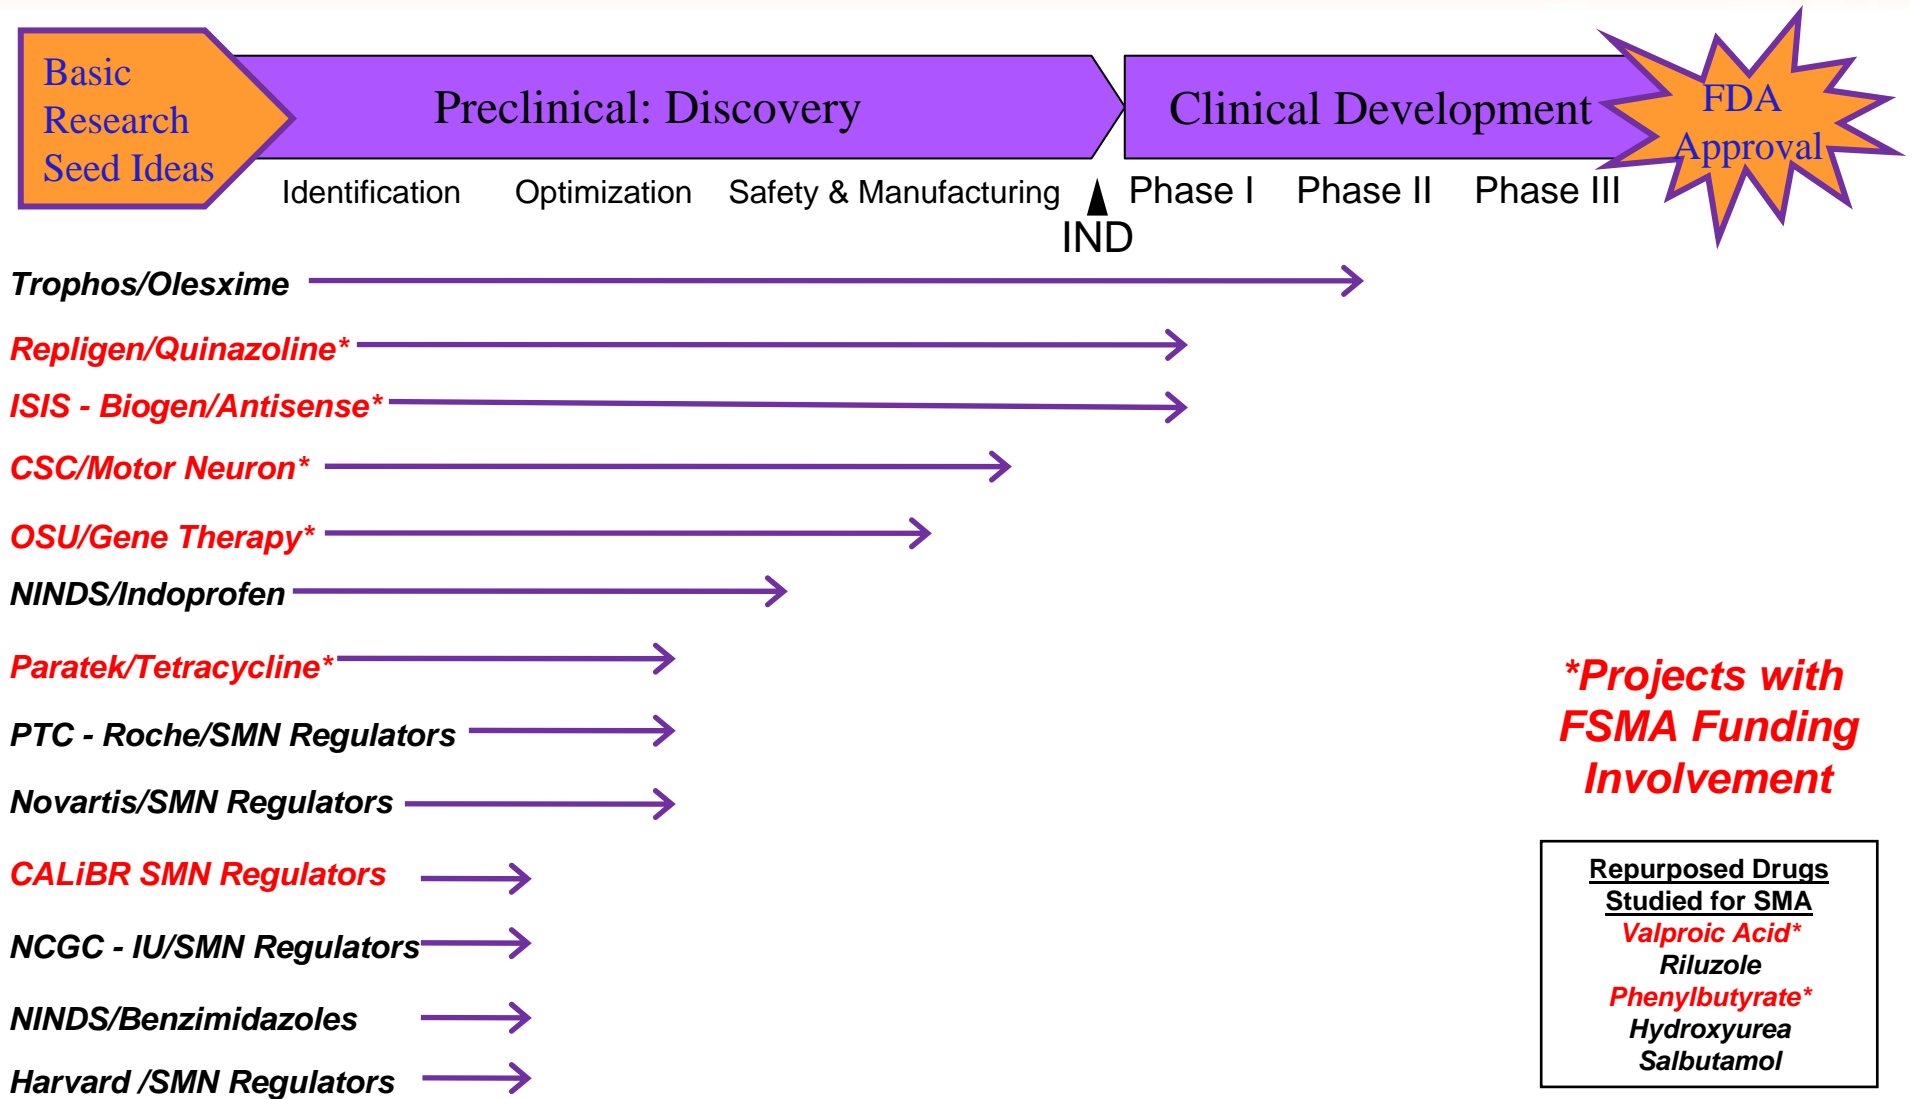 Basic
Research
Seed Ideas
Preclinical: Discovery
Clinical Development
FDA
Approval
Identification
Optimization
Safety & Manufacturing
IND
Phase I
Phase II
Phase III
Trophos/Olesxime
Repligen/Quinazoline*
ISIS - Biogen/Antisense*
CSC/Motor Neuron*
OSU/Gene Therapy*
NINDS/Indoprofen
Paratek/Tetracycline*
PTC - Roche/SMN Regulators
Novartis/SMN Regulators
CALiBR SMN Regulators
NCGC - IU/SMN Regulators
NINDS/Benzimidazoles
Harvard /SMN Regulators
*Projects with
FSMA Funding
Involvement
Repurposed Drugs
Studied for SMA
Valproic Acid*
Riluzole
Phenylbutyrate*
Hydroxyurea
Salbutamol